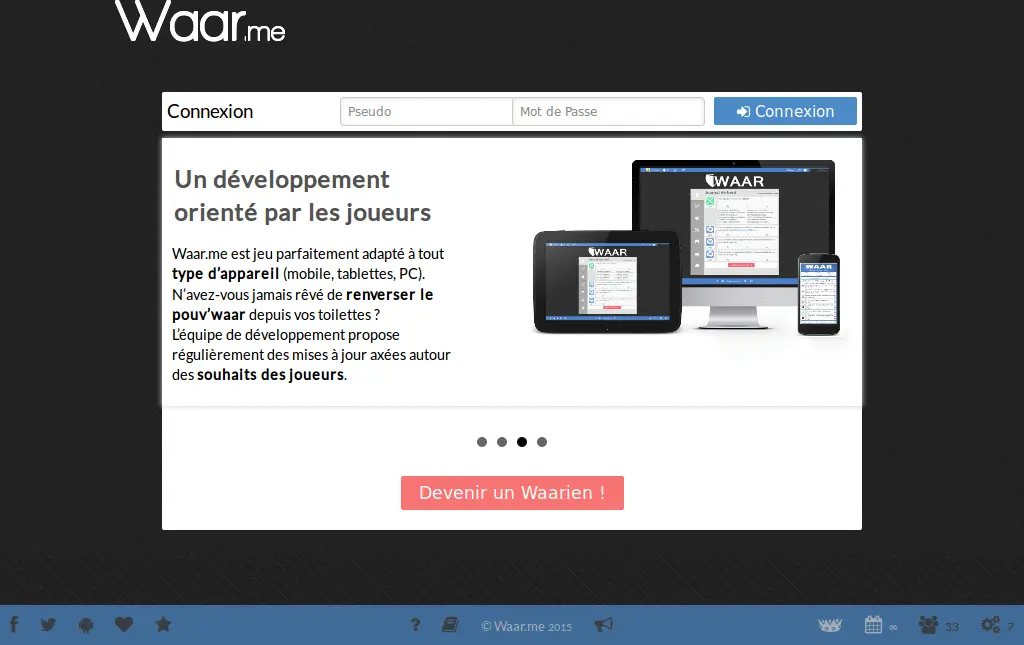 Waar.me
Connexion
Pseudo
Mot de Passe
Connexion
Un développement
orienté par les joueurs
Waar.me est jeu parfaitement adapté à tout
type d’appareil (mobile, tablettes, PC).
N’avez-vous jamais rêvé de renverser le
pouv’waar depuis vos toilettes ?
L’équipe de développement propose
régulièrement des mises à jour axées autour
des souhaits des joueurs.
WAAR
WAAR
WAAR
Devenir un Waarien !
© Waar.me 2015
∞
33
7